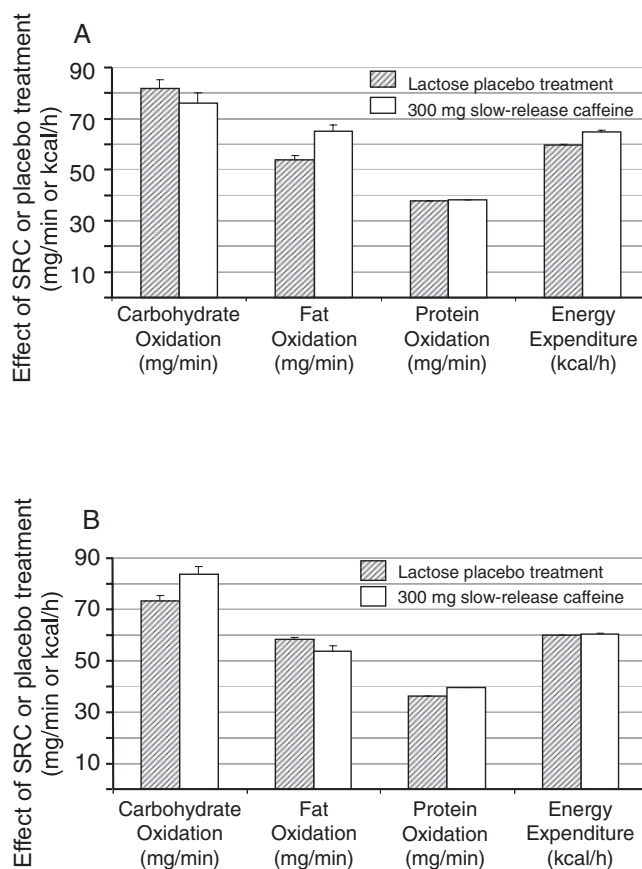 A
Effect of SRC or placebo treatment
(mg/min or kcal/h)
90
70
50
30
10
Lactose placebo treatment
300 mg slow-release caffeine
Carbohydrate
Oxidation
(mg/min)
Fat
Oxidation
(mg/min)
Protein
Oxidation
(mg/min)
Energy
Expenditure
(kcal/h)
B
Effect of SRC or placebo treatment
(mg/min or kcal/h)
90
70
50
30
10
Lactose placebo treatment
300 mg slow-release caffeine
Carbohydrate
Oxidation
(mg/min)
Fat
Oxidation
(mg/min)
Protein
Oxidation
(mg/min)
Energy
Expenditure
(kcal/h)